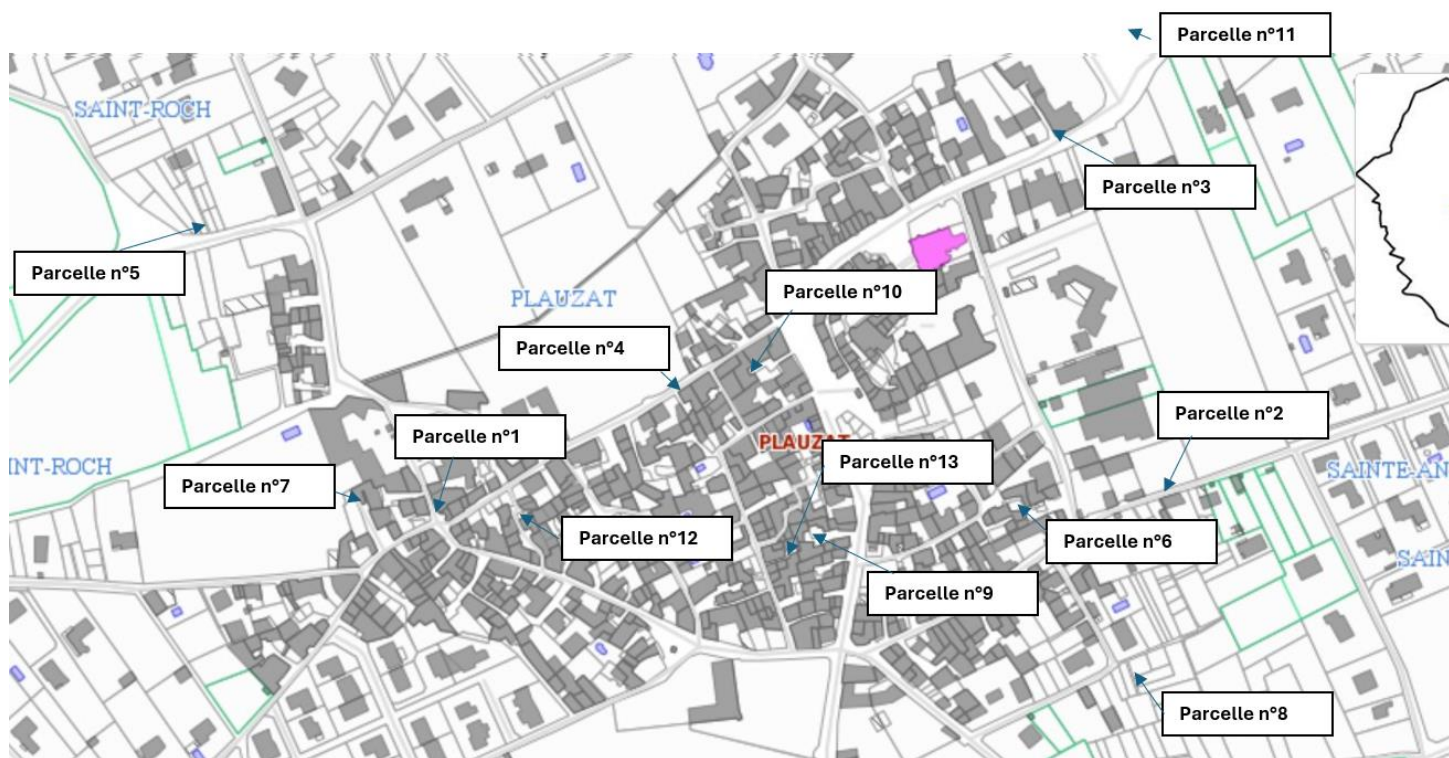 Parcelle n°11
SAINT-ROCH
Parcelle n°3
Parcelle n°5
PLAUZAT
Parcelle n°10
Parcelle n°4
Parcelle n°2
Parcelle n°1
PLAUZAT
Parcelle n°13
INT-ROCH
SAINTE-AN
Parcelle n°7
Parcelle n°12
Parcelle n°6
SAIN
Parcelle n°9
Parcelle n°8